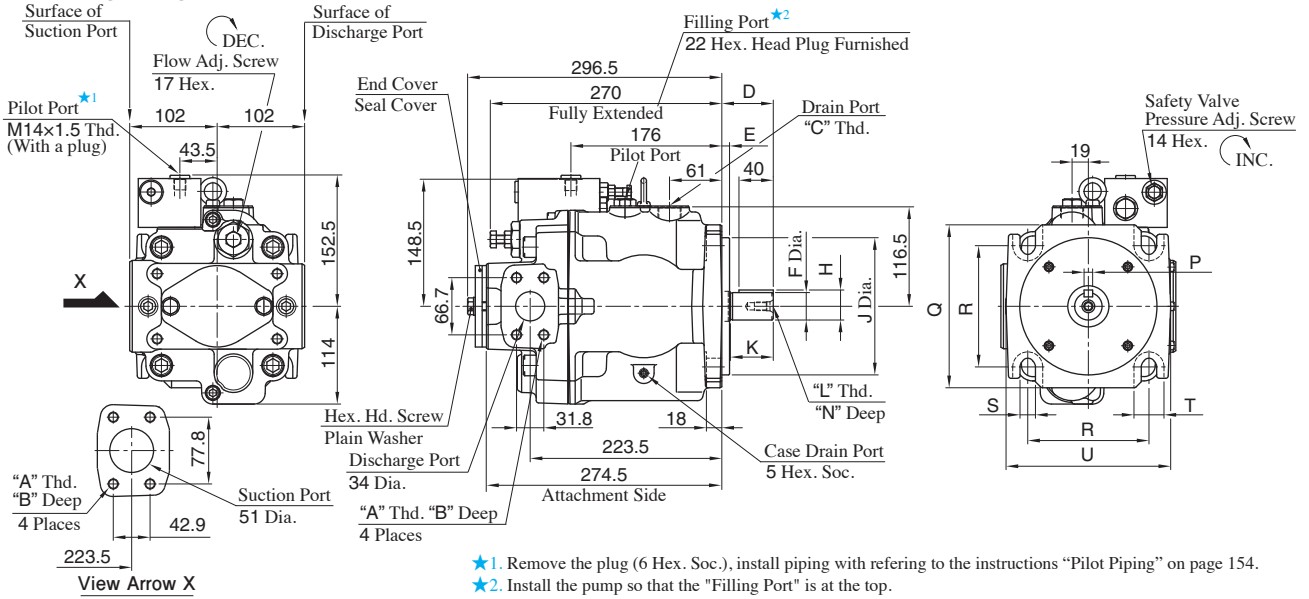 Surface of
Suction Port
DEC.
Surface of
Discharge Port
Flow Adj. Screw
17 Hex.
Pilot Port★1
M14×1.5 Thd.
(With a plug)
102
102
43.5
152.5
114
X
End Cover
Seal Cover
Filling Port★2
22 Hex. Head Plug Furnished
296.5
270
D
Fully Extended
176
E
Pilot Port
61
40
Drain Port
"C" Thd.
148.5
66.7
F Dia.
H
J Dia.
116.5
K
"L" Thd.
"N" Deep
Hex. Hd. Screw
Plain Washer
31.8
18
Discharge Port
34 Dia.
223.5
Case Drain Port
5 Hex. Soc.
274.5
Attachment Side
"A" Thd. "B" Deep
4 Places
Safety Valve
Pressure Adj. Screw
14 Hex.
INC.
19
P
Q
R
S
T
R
U
"A" Thd.
"B" Deep
4 Places
77.8
Suction Port
51 Dia.
42.9
223.5
View Arrow X
★1. Remove the plug (6 Hex. Soc.), install piping with refering to the instructions “Pilot Piping” on page 154.
★2. Install the pump so that the "Filling Port" is at the top.